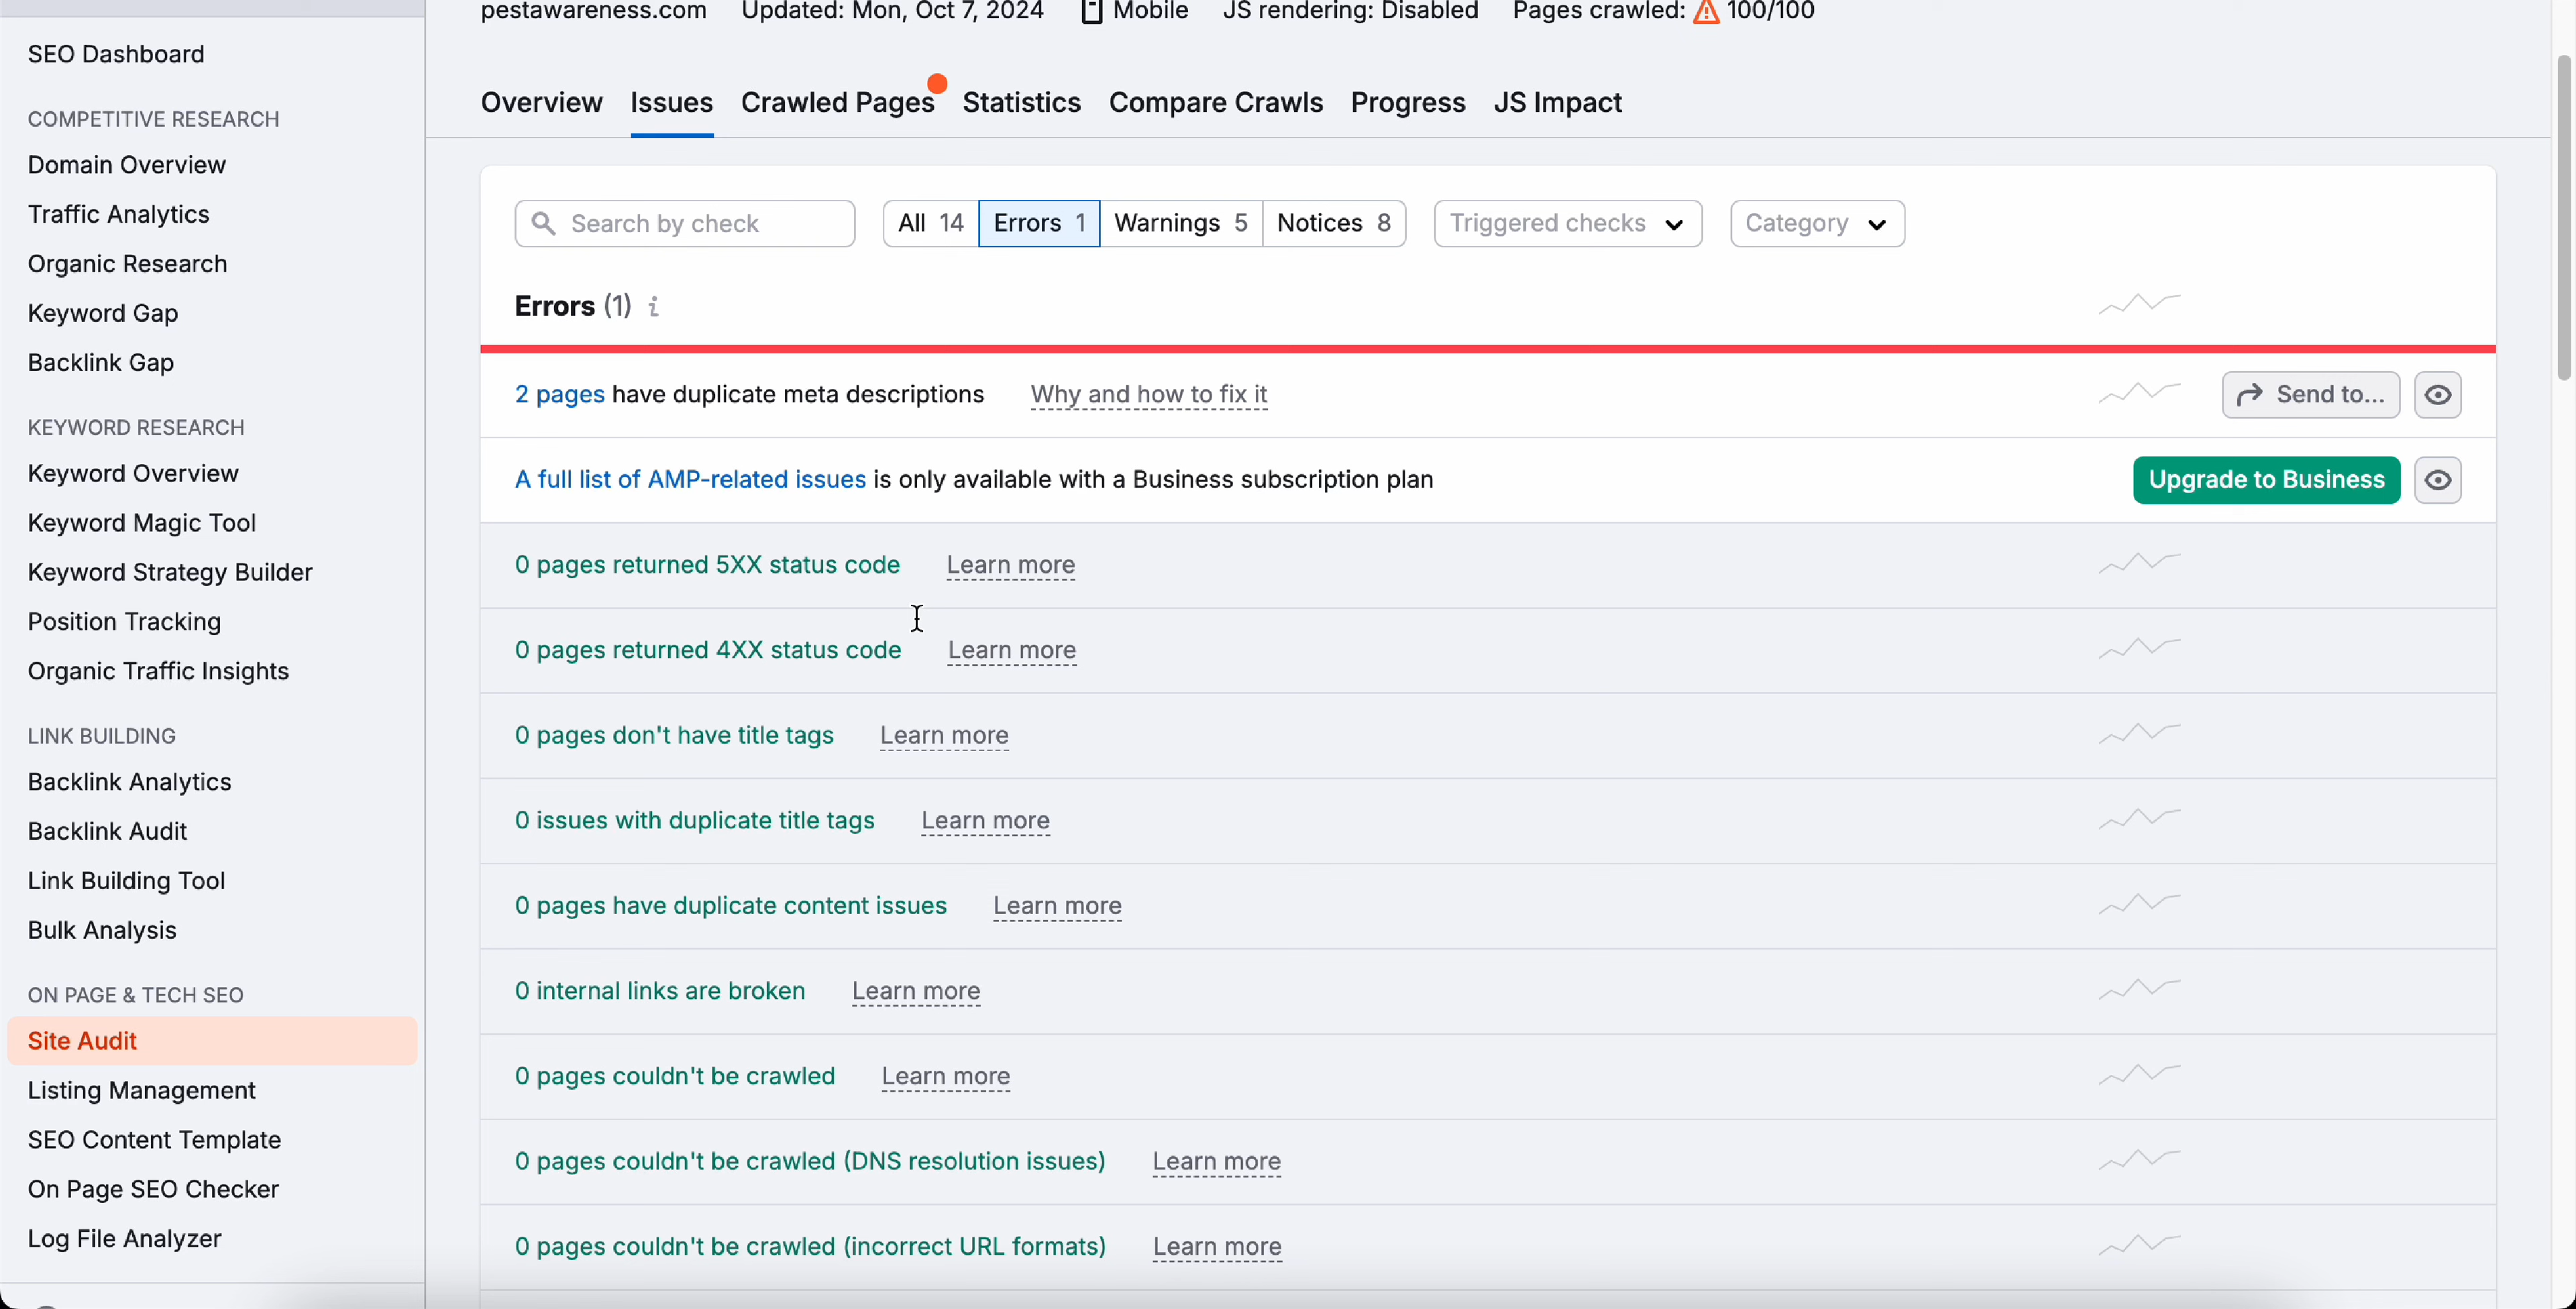 pestawareness.com Updated: Mon, Oct 7, 2024 Mobile JS rendering: Disabled Pages crawled: 100/100
SEO Dashboard
COMPETITIVE RESEARCH
Domain Overview
Traffic Analytics
Organic Research
Keyword Gap
Backlink Gap
KEYWORD RESEARCH
Keyword Overview
Keyword Magic Tool
Keyword Strategy Builder
Position Tracking
Organic Traffic Insights
LINK BUILDING
Backlink Analytics
Backlink Audit
Link Building Tool
Bulk Analysis
ON PAGE & TECH SEO
Site Audit
Listing Management
SEO Content Template
On Page SEO Checker
Log File Analyzer
Overview Issues Crawled Pages Statistics Compare Crawls Progress JS Impact
Search by check All 14 Errors 1 Warnings 5 Notices 8 Triggered checks Category
Errors (1) i
2 pages have duplicate meta descriptions Why and how to fix it Send to...
A full list of AMP-related issues is only available with a Business subscription plan Upgrade to Business
0 pages returned 5XX status code Learn more
0 pages returned 4XX status code Learn more
0 pages don't have title tags Learn more
0 issues with duplicate title tags Learn more
0 pages have duplicate content issues Learn more
0 internal links are broken Learn more
0 pages couldn't be crawled Learn more
0 pages couldn't be crawled (DNS resolution issues) Learn more
0 pages couldn't be crawled (incorrect URL formats) Learn more